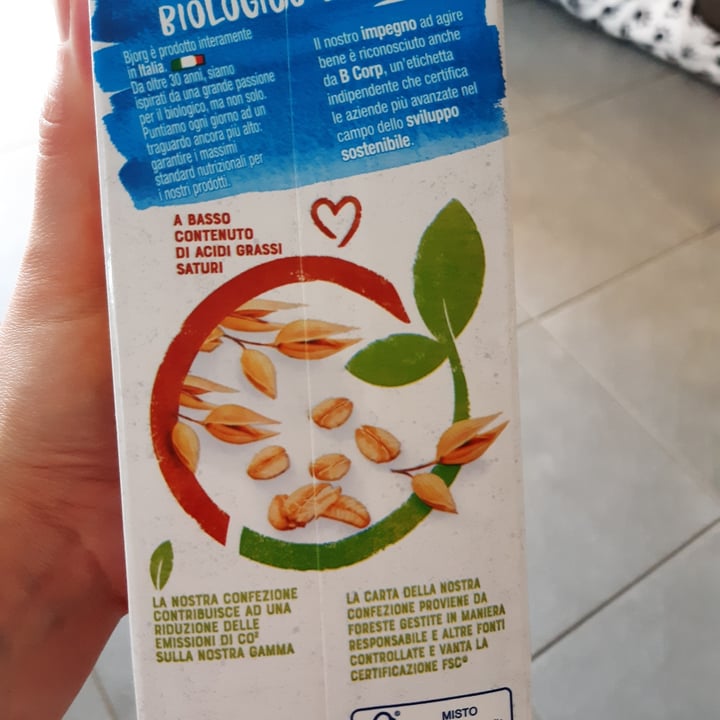 BIOLOGICO
Bjorg è prodotto interamente
in Italia.
Da oltre 30 anni, siamo
ispirati da una grande passione
per il biologico, ma non solo.
Puntiamo ogni giorno ad un
traguardo ancora più alto:
garantire i massimi
standard nutrizionali per
i nostri prodotti.
Il nostro impegno ad agire
bene è riconosciuto anche
da B Corp, un'etichetta
indipendente che certifica
le aziende più avanzate nel
campo dello sviluppo
sostenibile.
A BASSO
CONTENUTO
DI ACIDI GRASSI
SATURI
LA NOSTRA CONFEZIONE
CONTRIBUISCE AD UNA
RIDUZIONE DELLE
EMISSIONI DI CO²
SULLA NOSTRA GAMMA
LA CARTA DELLA NOSTRA
CONFEZIONE PROVIENE DA
FORESTE GESTITE IN MANIERA
RESPONSABILE E ALTRE FONTI
CONTROLLATE E VANTA LA
CERTIFICAZIONE FSC®
MISTO